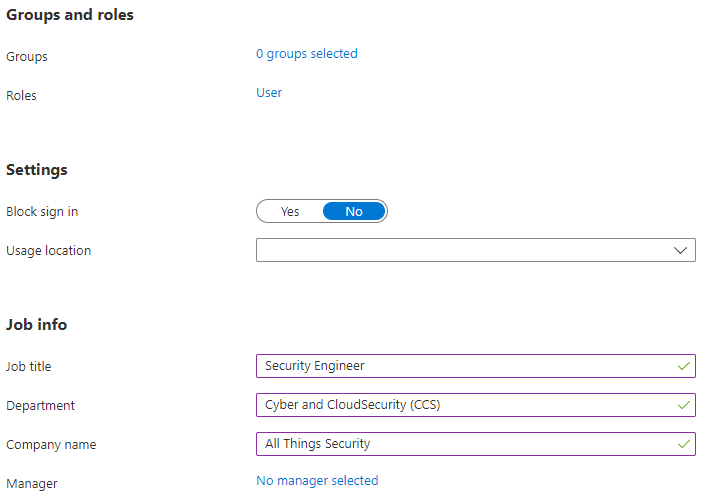 Groups and roles
Groups
0 groups selected
Roles
User
Settings
Block sign in
Yes No
Usage location
Job info
Job title
Security Engineer
Department
Cyber and CloudSecurity (CCS)
Company name
All Things Security
Manager
No manager selected